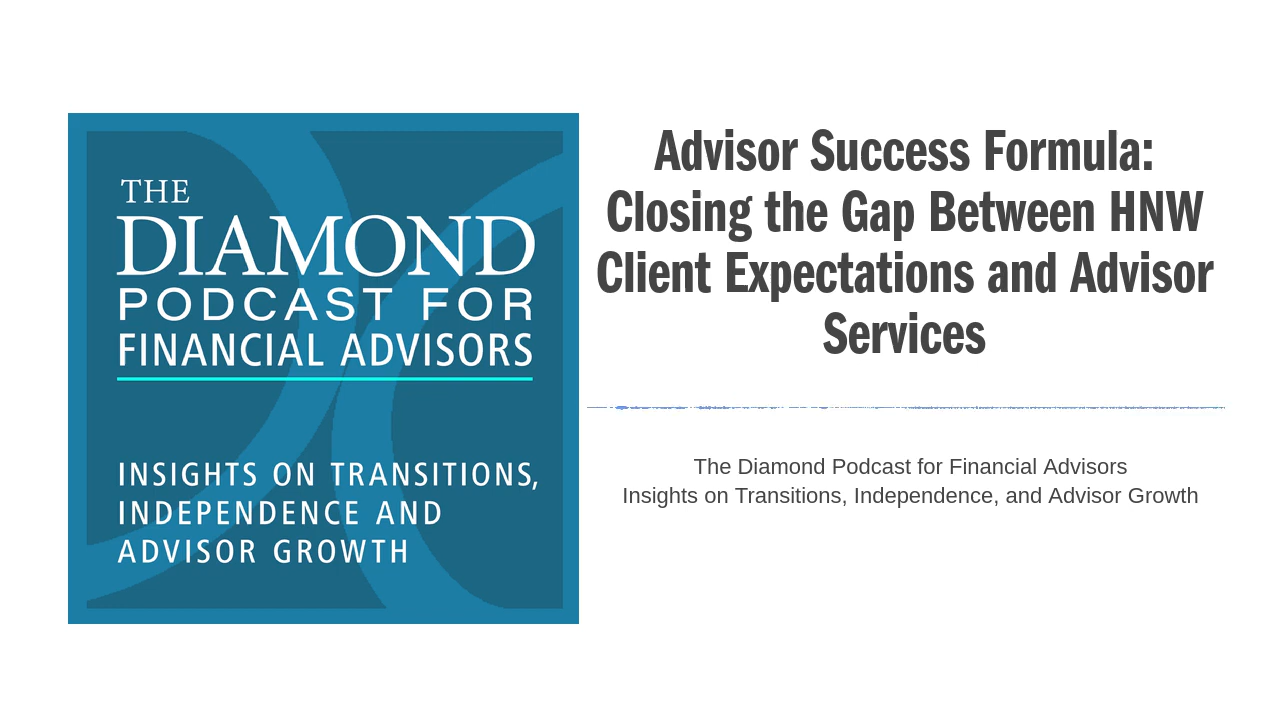 THE
DIAMOND
PODCAST FOR
FINANCIAL ADVISORS
INSIGHTS ON TRANSITIONS,
INDEPENDENCE AND
ADVISOR GROWTH
Advisor Success Formula:
Closing the Gap Between HNW
Client Expectations and Advisor
Services
The Diamond Podcast for Financial Advisors
Insights on Transitions, Independence, and Advisor Growth